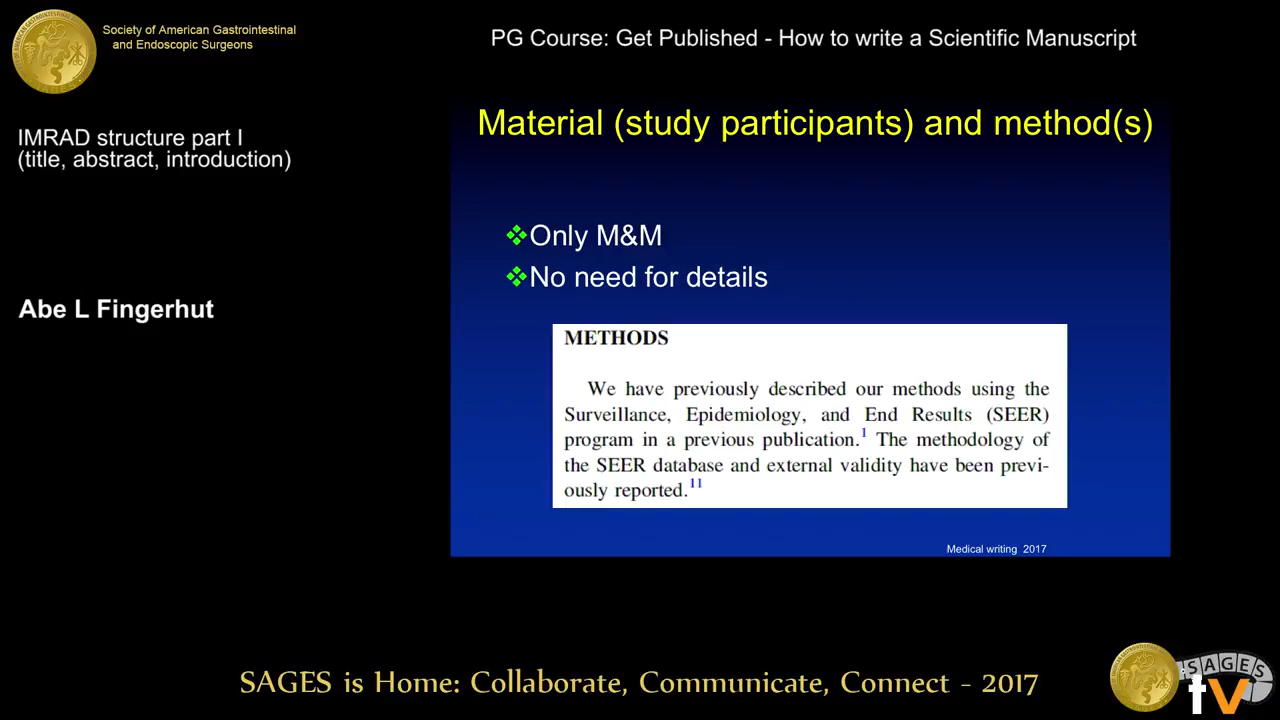 Society of American Gastrointestinal
and Endoscopic Surgeons
PG Course: Get Published - How to write a Scientific Manuscript
IMRAD structure part I
(title, abstract, introduction)
Abe L Fingerhut
Material (study participants) and method(s)
❖Only M&M
❖No need for details
METHODS
We have previously described our methods using the
Surveillance, Epidemiology, and End Results (SEER)
program in a previous publication.1 The methodology of
the SEER database and external validity have been previ-
ously reported.11
Medical writing 2017
SAGES is Home: Collaborate, Communicate, Connect - 2017
SAGES
tv